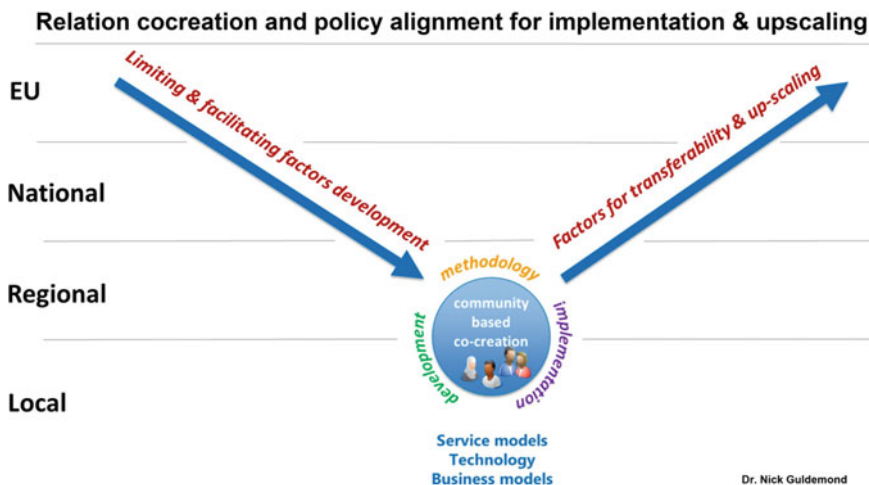 Relation cocreation and policy alignment for implementation & upscaling
EU
Limiting & facilitating factors development
Factors for transferability & up-scaling
National
Regional
methodology
community
based
co-creation
development
implementation
Local
Service models
Technology
Business models
Dr. Nick Guldemond